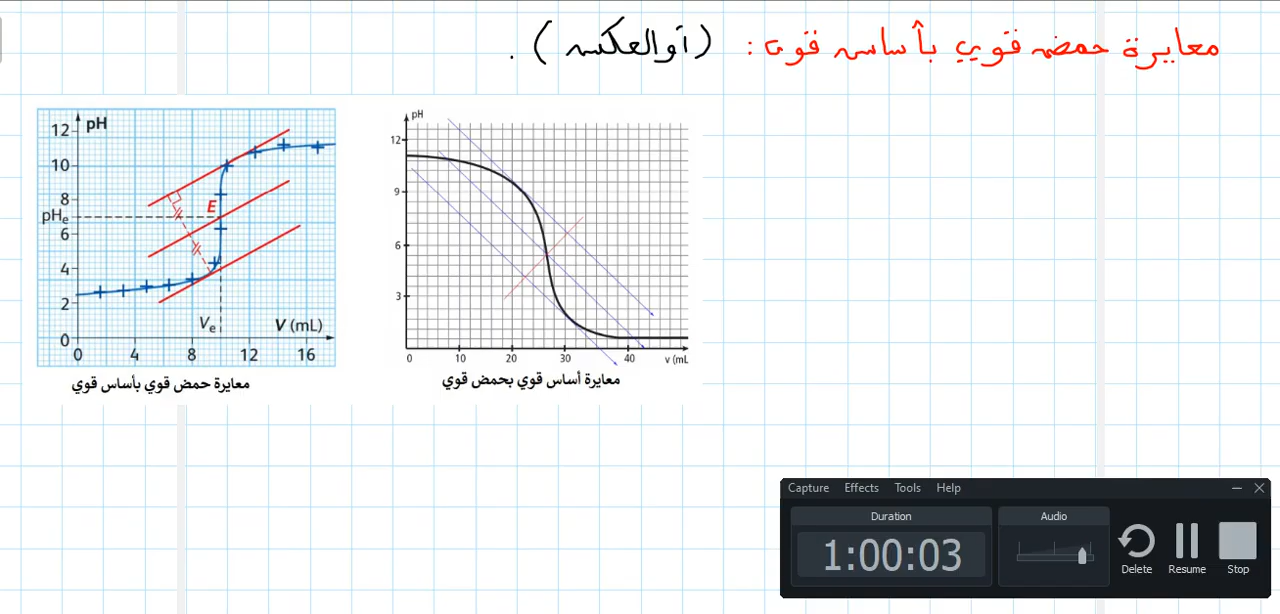 معايرة حمض قوي بأساس قوي : (أو العكس) .
pH
12
10
8
pHe
6
4
2
0
E
Ve
V (mL)
0 4 8 12 16
معايرة حمض قوي بأساس قوي
pH
12
9
6
3
0 10 20 30 40 v (mL
معايرة أساس قوي بحمض قوي
Capture Effects Tools Help
Duration
1:00:03
Audio
Delete Resume Stop